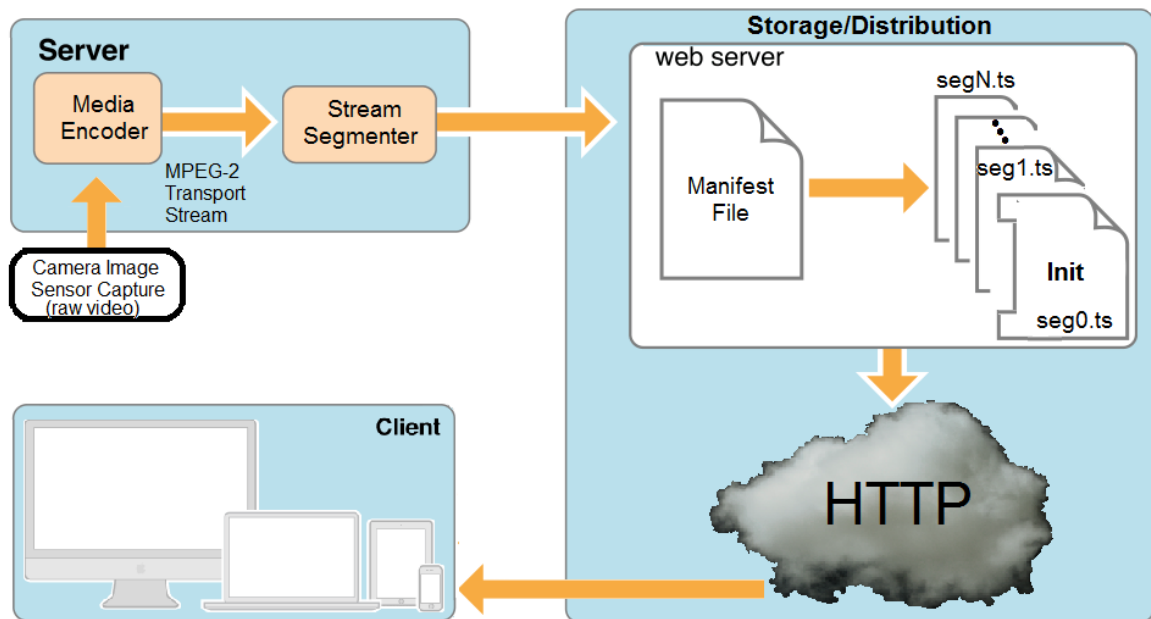 Server
Media
Encoder
Stream
Segmenter
MPEG-2
Transport
Stream
Camera Image
Sensor Capture
(raw video)
Storage/Distribution
web server
Manifest
File
segN.ts
seg1.ts
Init
seg0.ts
HTTP
Client